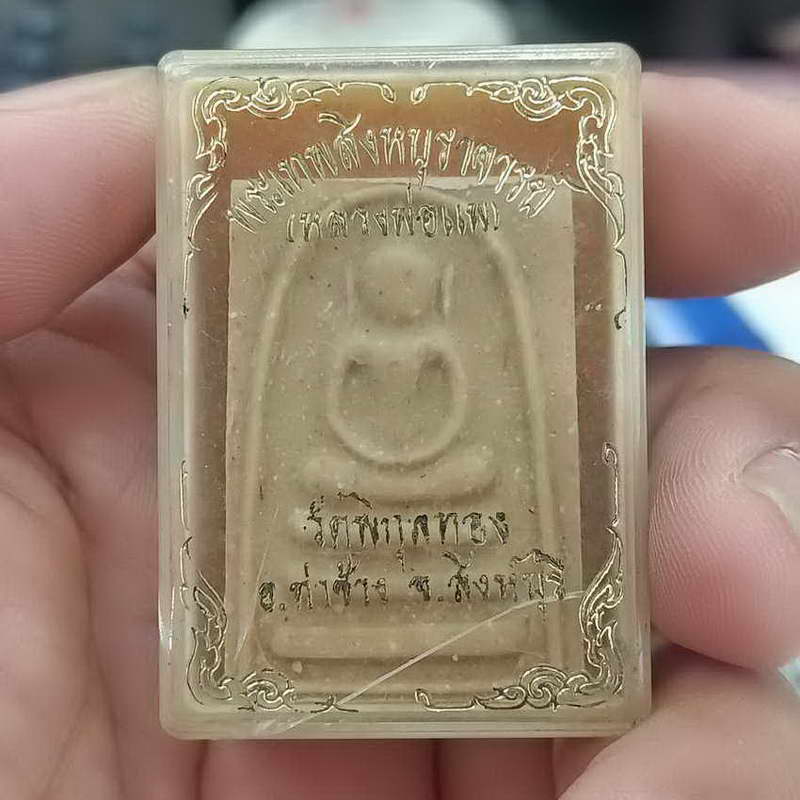 พระเทพสิงหบุราจารย์
(หลวงพ่อแพ)
วัดพิกุลทอง
อ.ท่าช้าง จ.สิงห์บุรี